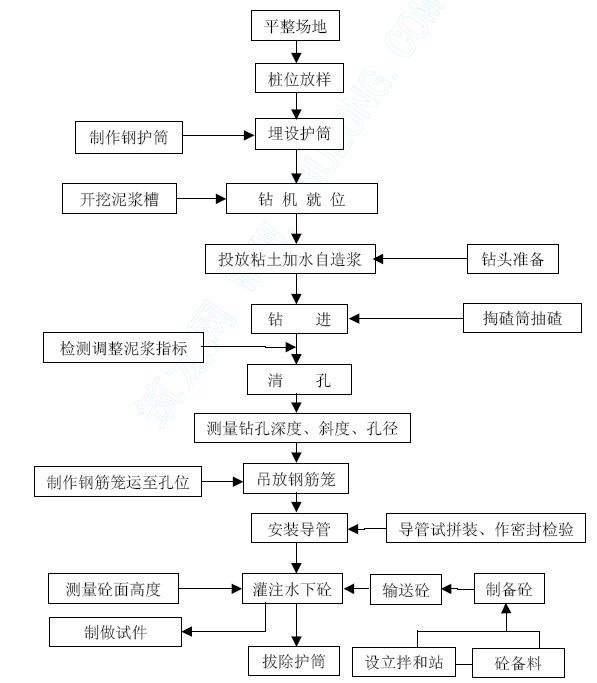 平整场地
桩位放样
制作钢护筒
埋设护筒
开挖泥浆槽
钻 机 就 位
投放粘土加水自造浆
钻头准备
钻 进
掏碴筒抽碴
检测调整泥浆指标
清 孔
测量钻孔深度、斜度、孔径
制作钢筋笼运至孔位
吊放钢筋笼
安装导管
导管试拼装、作密封检验
测量砼面高度
灌注水下砼
输送砼
制备砼
制做试件
拔除护筒
设立拌和站
砼备料
筑龙网 WWW.ZHULONG.COM